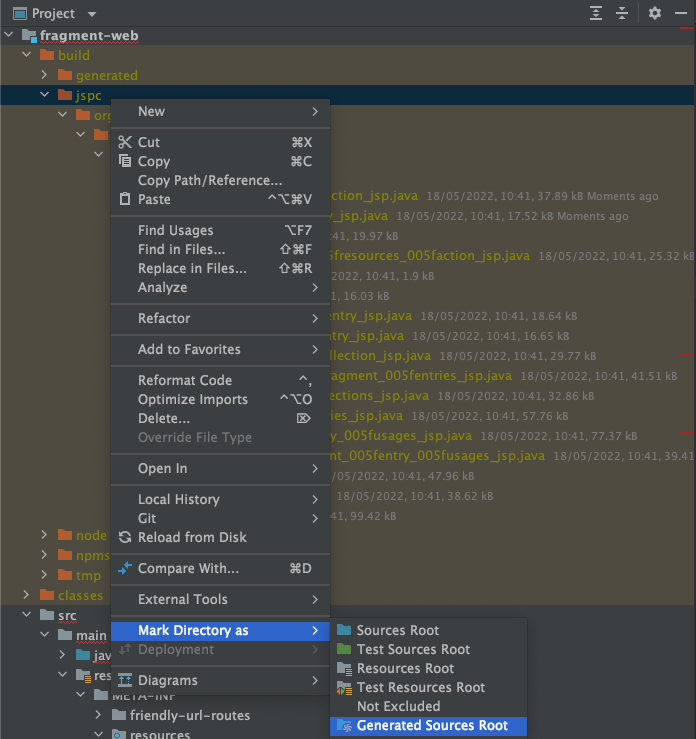 Project
fragment-web
build
generated
jspc
org
New
Cut ⌘X
Copy ⌘C
Copy Path/Reference...
Paste ^⌥⌘V
ction_jsp.java 18/05/2022, 10:41, 37.89 kB Moments ago
y_jsp.java 18/05/2022, 10:41, 17.52 kB Moments ago
Find Usages ⌥F7
41, 19.97 kB
Find in Files... ⇧⌘F
5fresources_005faction_jsp.java 18/05/2022, 10:41, 25.32 kB
Replace in Files... ⇧⌘R
2022, 10:41, 1.9 kB
Analyze
41, 16.03 kB
Refactor
entry_jsp.java 18/05/2022, 10:41, 18.64 kB
ntry_jsp.java 18/05/2022, 10:41, 16.65 kB
Add to Favorites
llection_jsp.java 18/05/2022, 10:41, 29.77 kB
Reformat Code ^,
ragment_005fentries_jsp.java 18/05/2022, 10:41, 41.51 kB
Optimize Imports ^⌥O
ections_jsp.java 18/05/2022, 10:41, 32.86 kB
Delete... ⌦
ries_jsp.java 18/05/2022, 10:41, 57.76 kB
Override File Type
ry_005fusages_jsp.java 18/05/2022, 10:41, 77.37 kB
nt_005fentry_005fusages_jsp.java 18/05/2022, 10:41, 39.41
Open In
/05/2022, 10:41, 47.96 kB
Local History
18/05/2022, 10:41, 38.62 kB
Git
41, 99.42 kB
Reload from Disk
node
npms
Compare With... ⌘D
tmp
classes
External Tools
src
Mark Directory as
main
Deployment
jav
res
Diagrams
META-INF
friendly-url-routes
resources
Sources Root
Test Sources Root
Resources Root
Test Resources Root
Not Excluded
Generated Sources Root